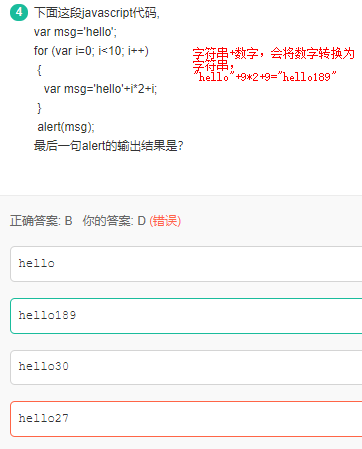 4 下面这段javascript代码,
var msg='hello';
for (var i=0; i<10; i++)
{
var msg='hello'+i*2+i;
}
alert(msg);
最后一句alert的输出结果是?
字符串+数字，会将数字转换为
字符串，
"hello"+9*2+9="hello189"
正确答案: B 你的答案: D (错误)
hello
hello189
hello30
hello27